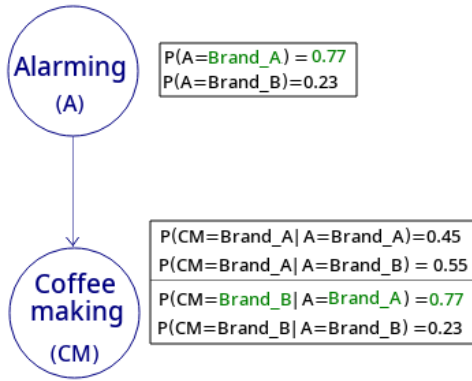 Alarming
(A)
P(A=Brand_A) = 0.77
P(A=Brand_B)=0.23
Coffee
making
(CM)
P(CM=Brand_A|A=Brand_A)=0.45
P(CM=Brand_A|A=Brand_B) = 0.55
P(CM=Brand_B|A=Brand_A) =0.77
P(CM=Brand_B|A=Brand_B) =0.23